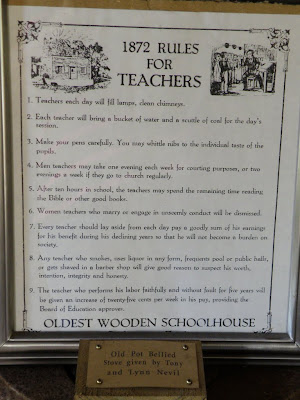 1872 RULES
FOR
TEACHERS
1. Teachers each day will fill lamps, clean chimneys.
2. Each teacher will bring a bucket of water and a scuttle of coal for the day's
session.
3. Make your pens carefully. You may whittle nibs to the individual taste of the
pupils.
4. Men teachers may take one evening each week for courting purposes, or two
evenings a week if they go to church regularly.
5. After ten hours in school, the teachers may spend the remaining time reading
the Bible or other good books.
6. Women teachers who marry or engage in unseemly conduct will be dismissed.
7. Every teacher should lay aside from each day pay a goodly sum of his earnings
for his benefit during his declining years so that he will not become a burden on
society.
8. Any teacher who smokes, uses liquor in any form, frequents pool or public halls,
or gets shaved in a barber shop will give good reason to suspect his worth,
intention, integrity and honesty.
9. The teacher who performs his labor faithfully and without fault for five years will
be given an increase of twenty-five cents per week in his pay, providing the
Board of Education approves.
OLDEST WOODEN SCHOOLHOUSE
Old Pot Bellied
Stove given by Tony
and Lynn Nevil